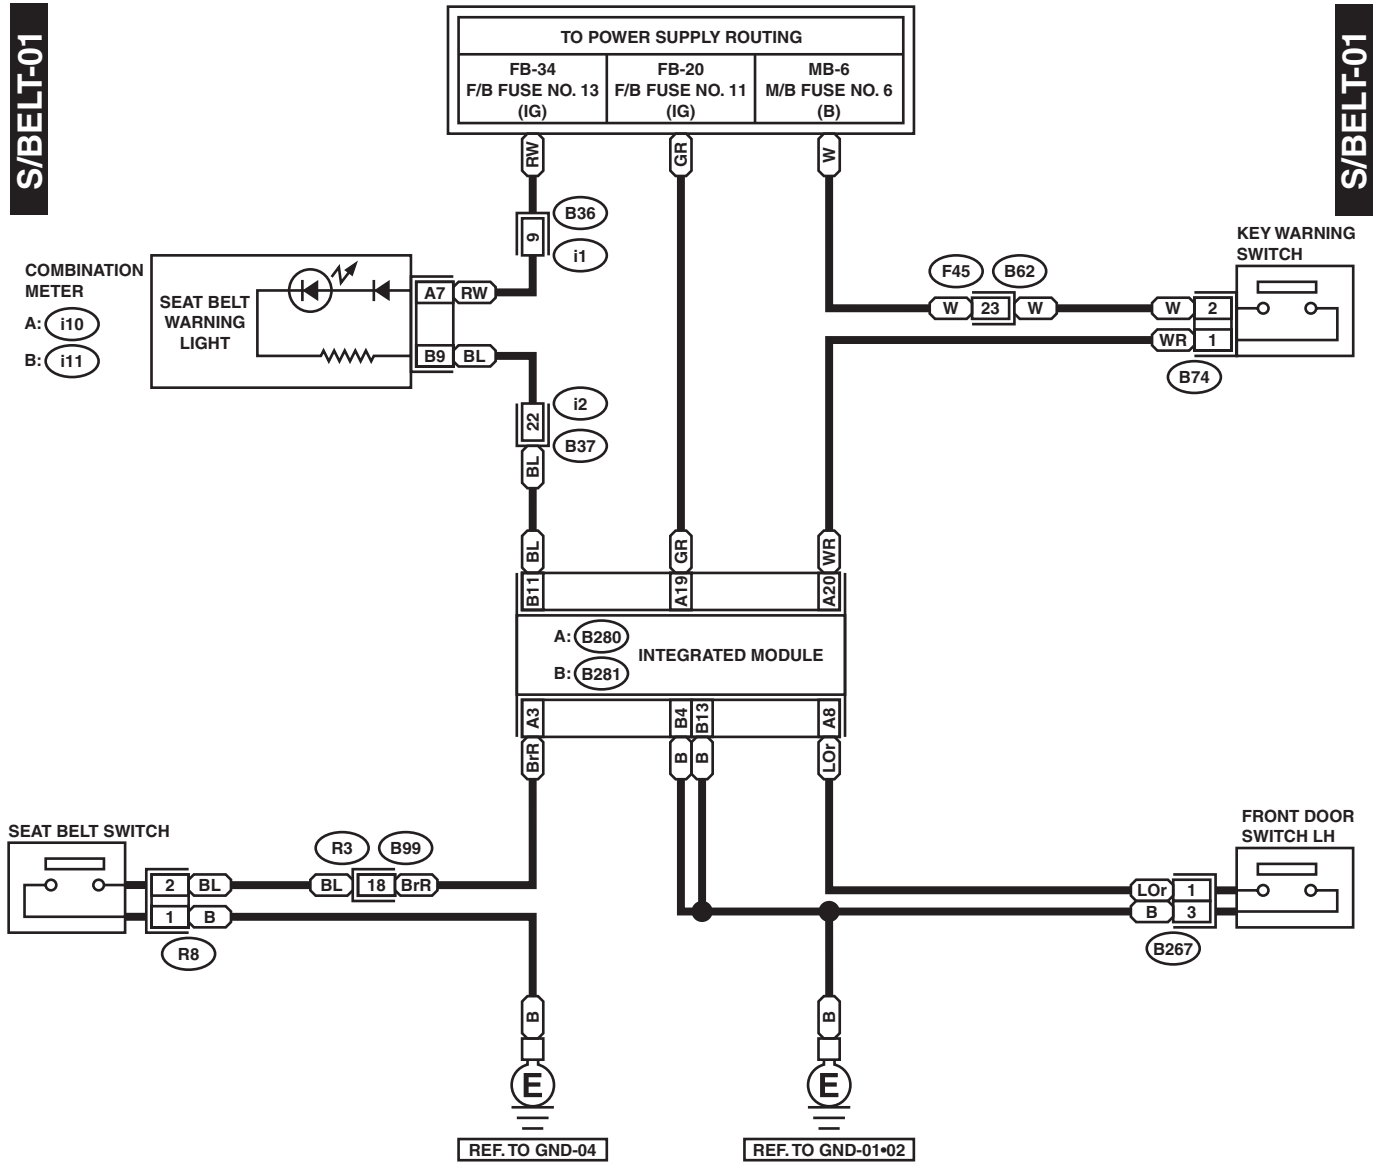 S/BELT-01
S/BELT-01
TO POWER SUPPLY ROUTING
FB-34
F/B FUSE NO. 13
(IG)
FB-20
F/B FUSE NO. 11
(IG)
MB-6
M/B FUSE NO. 6
(B)
RW
GR
W
9
B36
i1
KEY WARNING
SWITCH
COMBINATION
METER
A: i10
B: i11
SEAT BELT
WARNING
LIGHT
A7
RW
B9
BL
F45
B62
W
23
W
W
2
WR
1
B74
22
i2
B37
BL
BL
GR
WR
B11
A19
A20
A: B280
B: B281
INTEGRATED MODULE
A3
B4
B13
A8
BrR
B
B
LOr
SEAT BELT SWITCH
R3
B99
2
BL
BL
18
BrR
1
B
R8
FRONT DOOR
SWITCH LH
LOr
1
B
3
B267
B
B
E
E
REF. TO GND-04
REF. TO GND-01•02